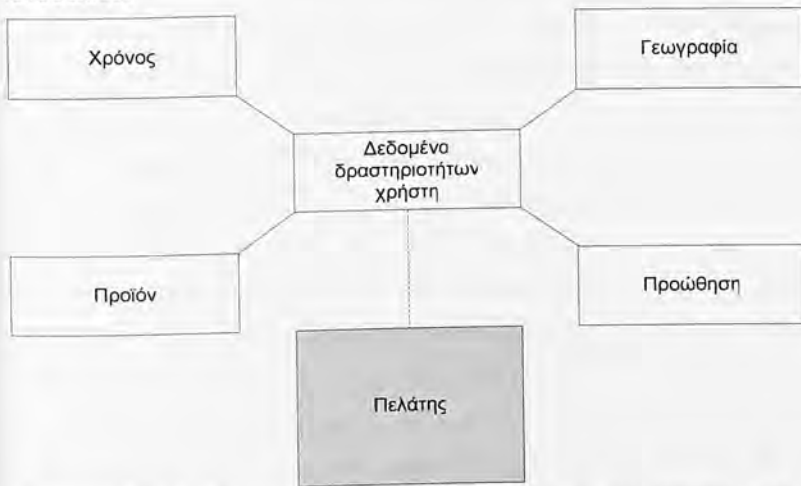 Χρόνος
Γεωγραφία
Δεδομένα
δραστηριοτήτων
χρήστη
Προϊόν
Προώθηση
Πελάτης